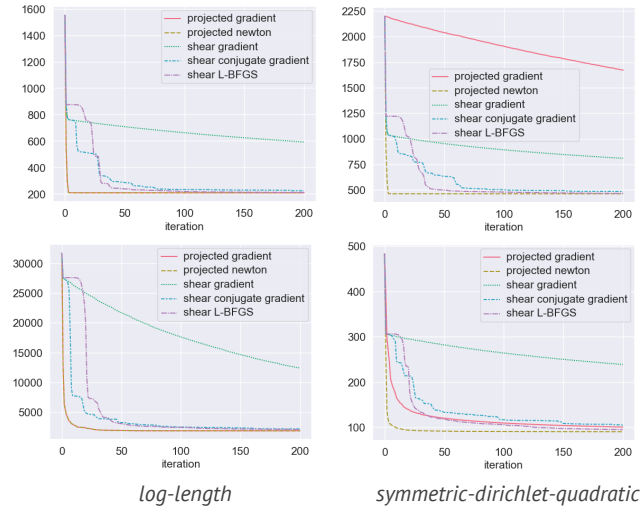 1600
1400
1200
1000
800
600
400
200
0 50 100 150 200
iteration
projected gradient
projected newton
shear gradient
shear conjugate gradient
shear L-BFGS
2250
2000
1750
1500
1250
1000
750
500
0 50 100 150 200
iteration
projected gradient
projected newton
shear gradient
shear conjugate gradient
shear L-BFGS
30000
25000
20000
15000
10000
5000
0 50 100 150 200
iteration
projected gradient
projected newton
shear gradient
shear conjugate gradient
shear L-BFGS
500
400
300
200
100
0 50 100 150 200
iteration
projected gradient
projected newton
shear gradient
shear conjugate gradient
shear L-BFGS
log-length
symmetric-dirichlet-quadratic